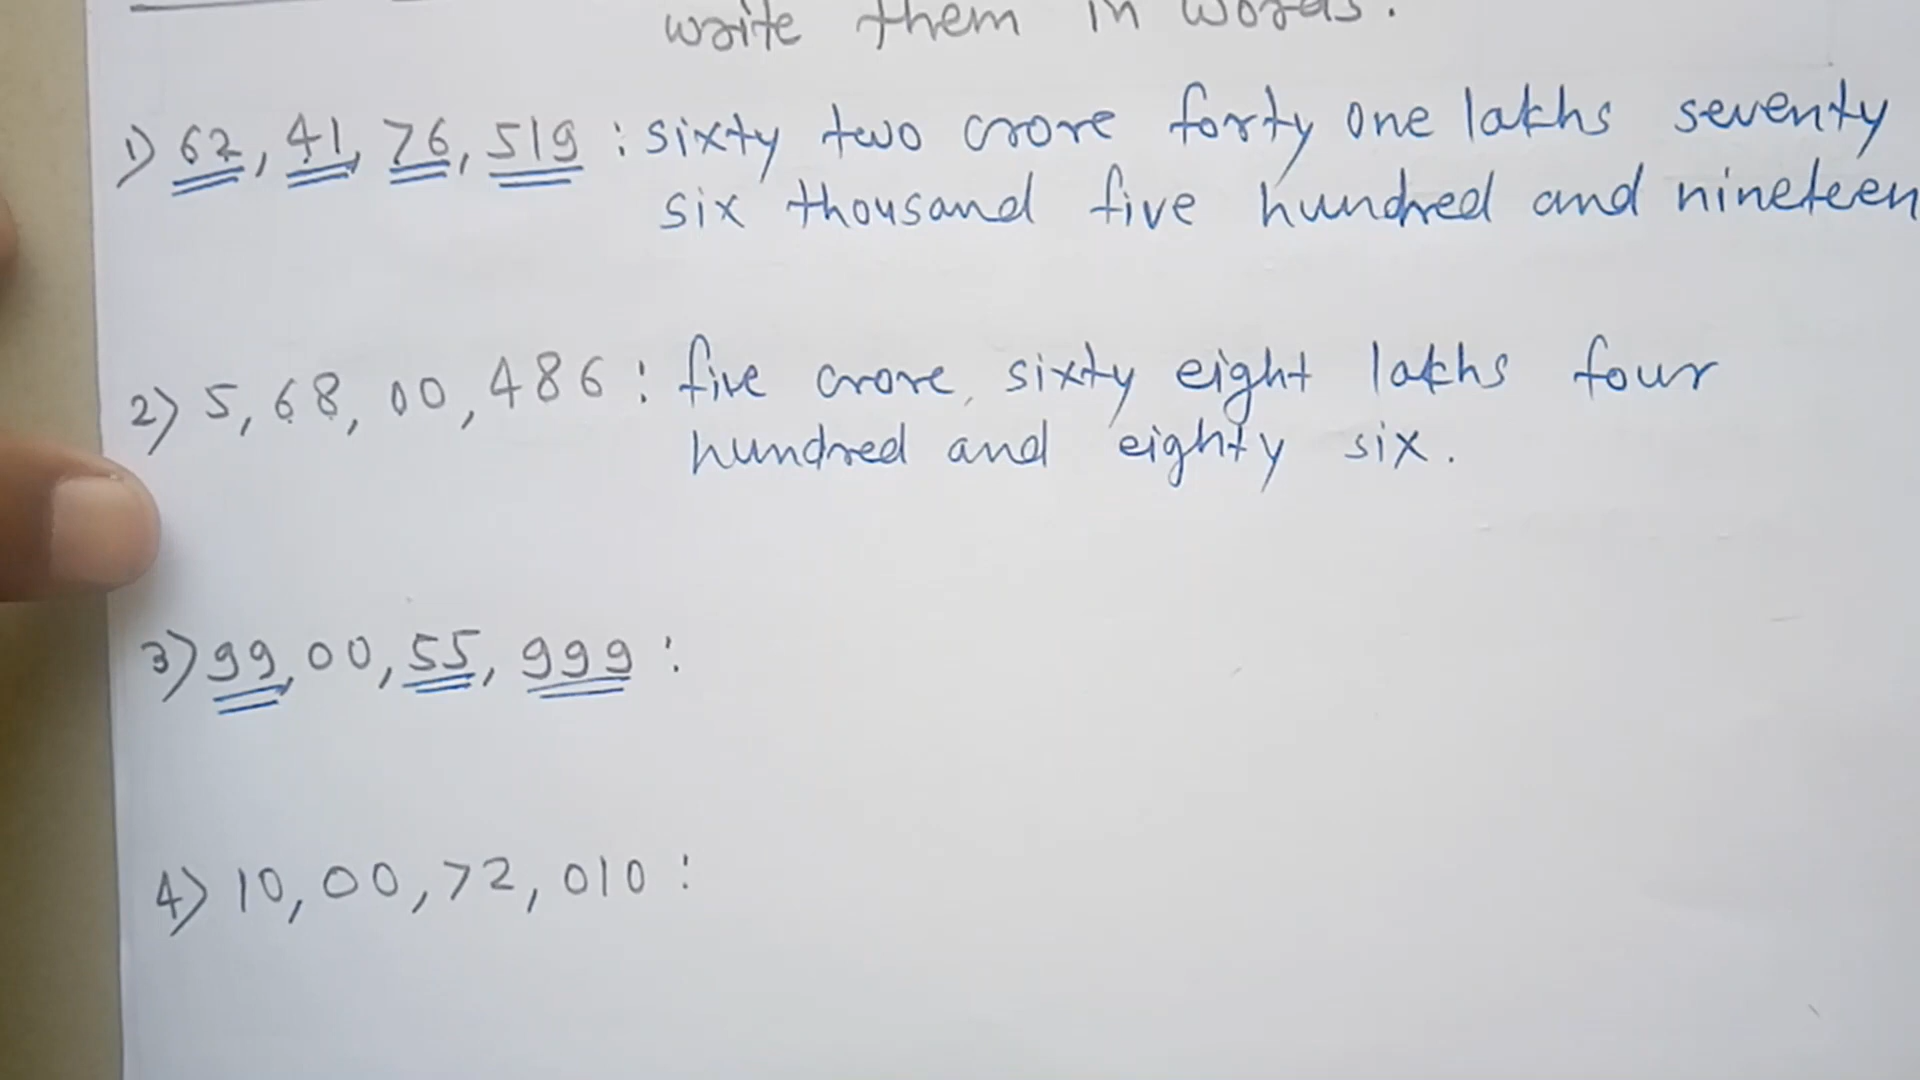 write them in words.
1) 62, 41, 76, 519 : sixty two crore forty one lakhs seventy
six thousand five hundred and nineteen
2) 5, 68, 00, 486 : five crore, sixty eight lakhs four
hundred and eighty six.
3) 99, 00, 55, 999 :
4) 10, 00, 72, 010 :